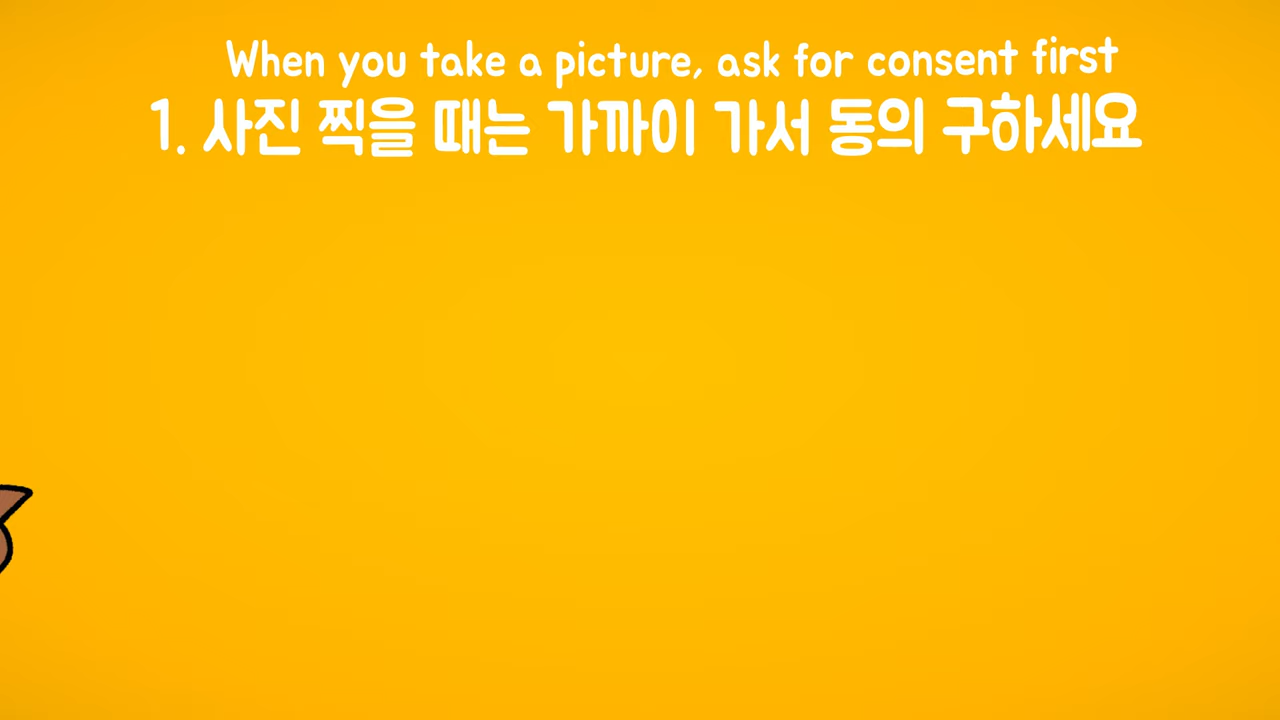 When you take a picture, ask for consent first
1. 사진 찍을 때는 가까이 가서 동의 구하세요